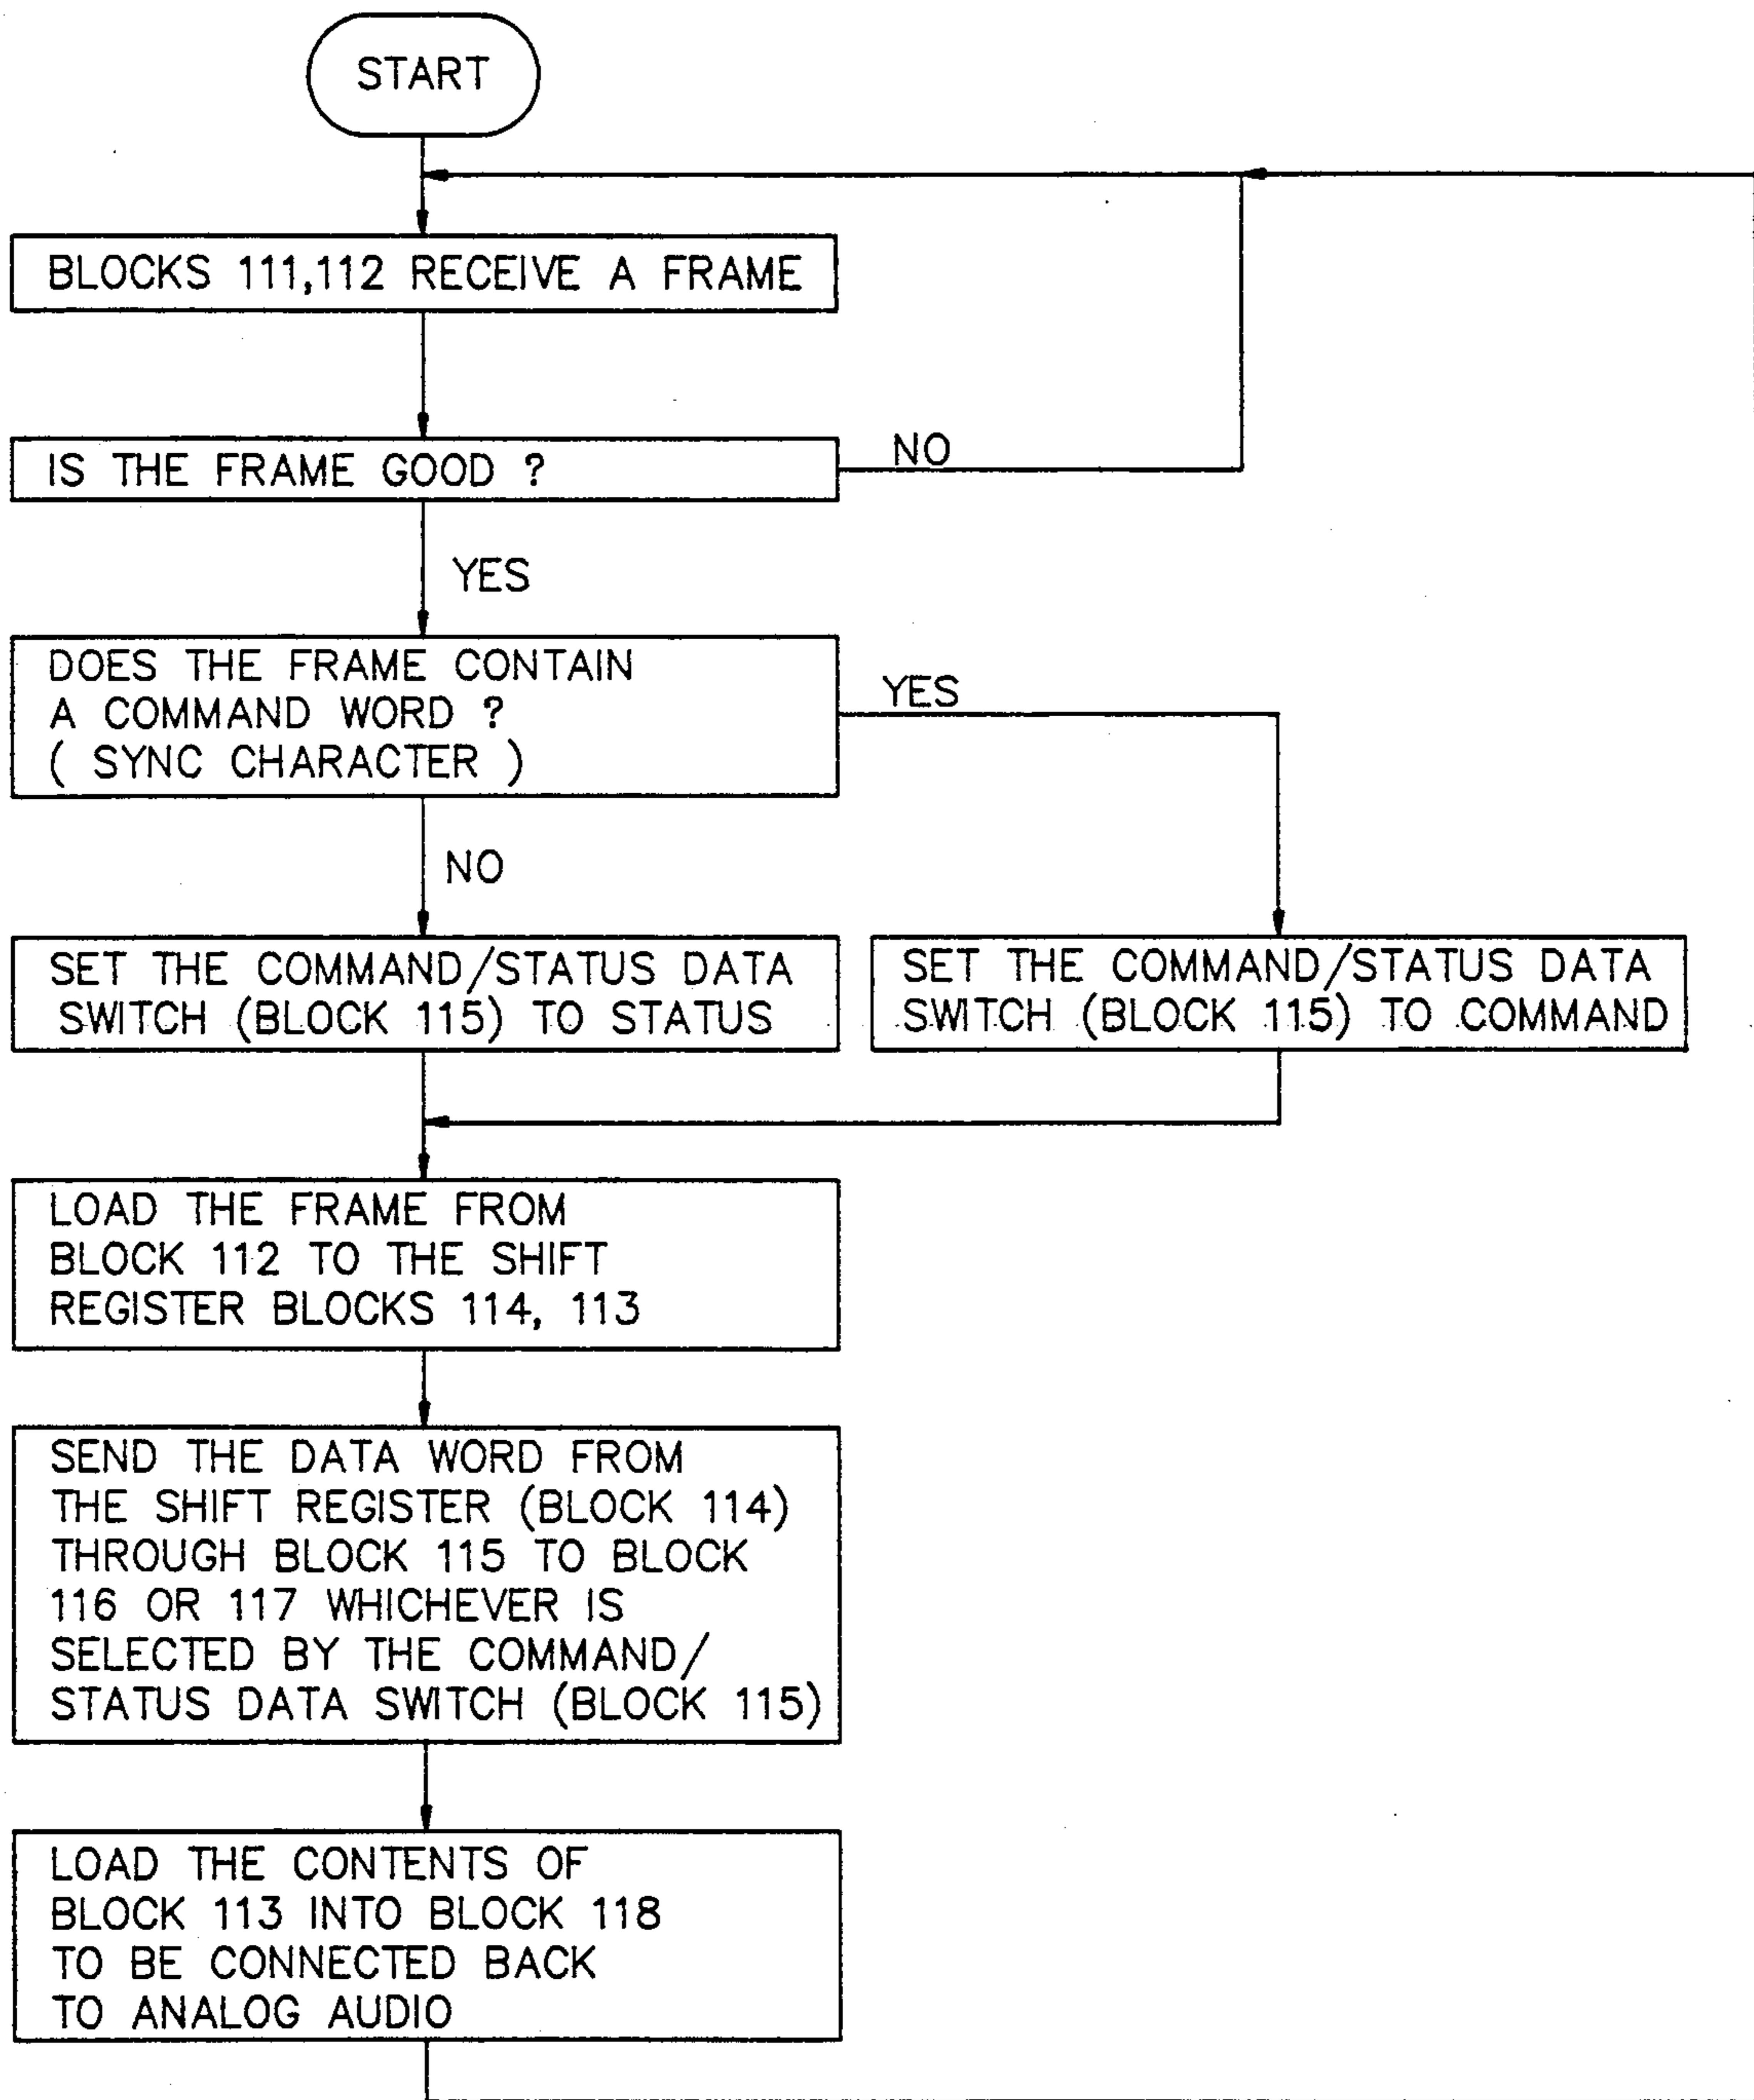 START
BLOCKS 111,112 RECEIVE A FRAME
IS THE FRAME GOOD ?
NO
YES
DOES THE FRAME CONTAIN
A COMMAND WORD ?
( SYNC CHARACTER )
YES
NO
SET THE COMMAND/STATUS DATA
SWITCH (BLOCK 115) TO STATUS
SET THE COMMAND/STATUS DATA
SWITCH (BLOCK 115) TO COMMAND
LOAD THE FRAME FROM
BLOCK 112 TO THE SHIFT
REGISTER BLOCKS 114, 113
SEND THE DATA WORD FROM
THE SHIFT REGISTER (BLOCK 114)
THROUGH BLOCK 115 TO BLOCK
116 OR 117 WHICHEVER IS
SELECTED BY THE COMMAND/
STATUS DATA SWITCH (BLOCK 115)
LOAD THE CONTENTS OF
BLOCK 113 INTO BLOCK 118
TO BE CONNECTED BACK
TO ANALOG AUDIO